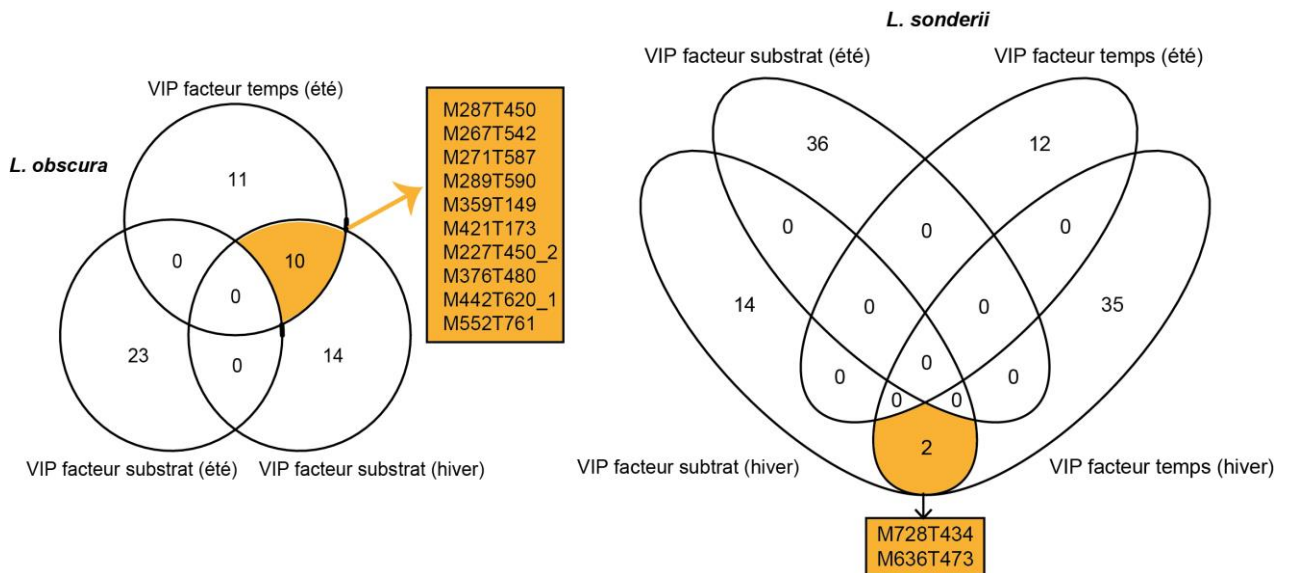 L. sonderii
VIP facteur substrat (été)
VIP facteur temps (été)
VIP facteur temps (été)
L. obscura
11
0
10
0
23
0
14
VIP facteur substrat (été)
VIP facteur substrat (hiver)
M287T450
M267T542
M271T587
M289T590
M359T149
M421T173
M227T450_2
M376T480
M442T620_1
M552T761
36
12
0
0
0
14
0
0
35
0
0
0
0
0
2
VIP facteur subtrat (hiver)
VIP facteur temps (hiver)
M728T434
M636T473